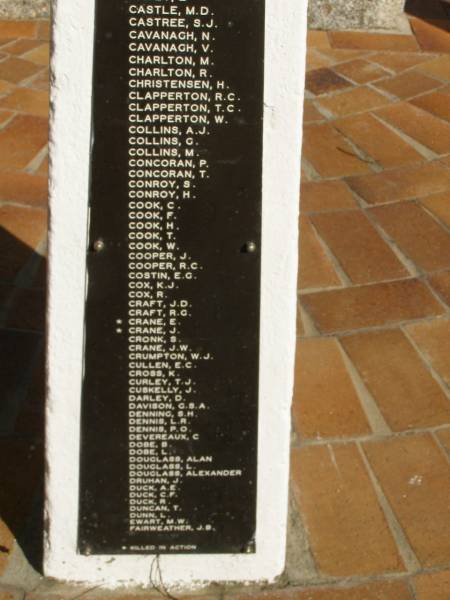 CASTLE, M.D.
CASTREE, S.J.
CAVANAGH, N.
CAVANAGH, V.
CHARLTON, M.
CHARLTON, R.
CHRISTENSEN, H.
CLAPPERTON, R.C.
CLAPPERTON, T.C.
CLAPPERTON, W.
COLLINS, A.J.
COLLINS, G.
COLLINS, M.
CONCORAN, P.
CONCORAN, T.
CONROY, S.
CONROY, H.
COOK, C.
COOK, F.
COOK, H.
COOK, T.
COOK, W.
COOPER, J.
COOPER, R.C.
COSTIN, E.G.
COX, K.J.
COX, R.
CRAFT, J.D.
CRAFT, R.G.
* CRANE, E.
* CRANE, J.
CRONK, S.
CRANE, J.W.
CRUMPTON, W.J.
CULLEN, E.C.
CROSS, K.
CURLEY, T.J.
CUSKELLY, J.
DARLEY, D.
DAVISON, G.S.A.
DENNING, S.H.
DENNIS, L.R.
DENNIS, P.O.
DEVEREAUX, C
DOBE, B.
DOBE, L.
DOUGLASS, ALAN
DOUGLASS, L.
DOUGLASS, ALEXANDER
DRUHAN, J.
DUCK, A.E.
DUCK, C.F.
DUCK, R.
DUNCAN, T.
DUNN, L.
EWART, M.W.
FAIRWEATHER, J.B.
* KILLED IN ACTION